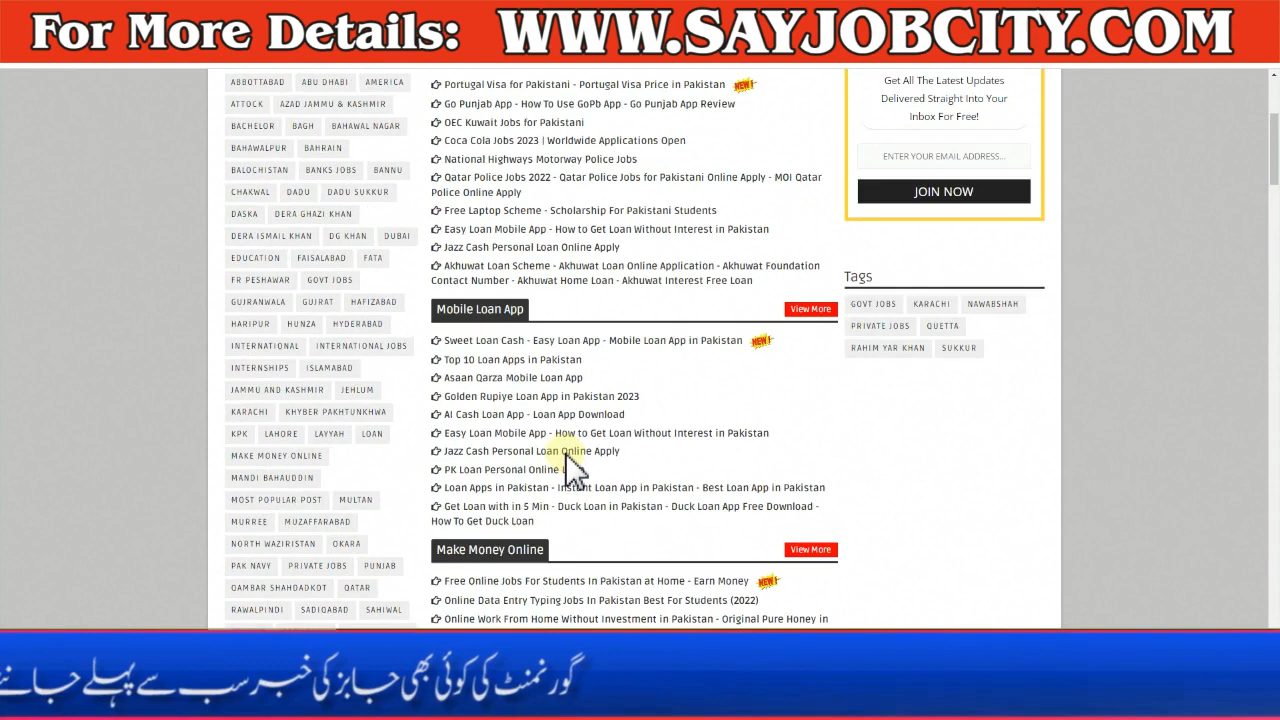 For More Details: WWW.SAYJOBCITY.COM
ABBOTTABAD ABU DHABI AMERICA
ATTOCK AZAD JAMMU & KASHMIR
BACHELOR BAGH BAHAWAL NAGAR
BAHAWALPUR BAHRAIN
BALOCHISTAN BANKS JOBS BANNU
CHAKWAL DADU DADU SUKKUR
DASKA DERA GHAZI KHAN
DERA ISMAIL KHAN DG KHAN DUBAI
EDUCATION FAISALABAD FATA
FR PESHAWAR GOVT JOBS
GUJRANWALA GUJRAT HAFIZABAD
HARIPUR HUNZA HYDERABAD
INTERNATIONAL INTERNATIONAL JOBS
INTERNSHIPS ISLAMABAD
JAMMU AND KASHMIR JEHLUM
KARACHI KHYBER PAKHTUNKHWA
KPK LAHORE LAYYAH LOAN
MAKE MONEY ONLINE
MANDI BAHAUDDIN
MOST POPULAR POST MULTAN
MURREE MUZAFFARABAD
NORTH WAZIRISTAN OKARA
PAK NAVY PRIVATE JOBS PUNJAB
QAMBAR SHAHDADKOT QATAR
RAWALPINDI SADIQABAD SAHIWAL
Portugal Visa for Pakistani - Portugal Visa Price in Pakistan NEW!
Go Punjab App - How To Use GoPb App - Go Punjab App Review
OEC Kuwait Jobs for Pakistani
Coca Cola Jobs 2023 | Worldwide Applications Open
National Highways Motorway Police Jobs
Qatar Police Jobs 2022 - Qatar Police Jobs for Pakistani Online Apply - MOI Qatar
Police Online Apply
Free Laptop Scheme - Scholarship For Pakistani Students
Easy Loan Mobile App - How to Get Loan Without Interest in Pakistan
Jazz Cash Personal Loan Online Apply
Akhuwat Loan Scheme - Akhuwat Loan Online Application - Akhuwat Foundation
Contact Number - Akhuwat Home Loan - Akhuwat Interest Free Loan
Mobile Loan App View More
Sweet Loan Cash - Easy Loan App - Mobile Loan App in Pakistan NEW!
Top 10 Loan Apps in Pakistan
Asaan Qarza Mobile Loan App
Golden Rupiye Loan App in Pakistan 2023
AI Cash Loan App - Loan App Download
Easy Loan Mobile App - How to Get Loan Without Interest in Pakistan
Jazz Cash Personal Loan Online Apply
PK Loan Personal Online
Loan Apps in Pakistan - Instant Loan App in Pakistan - Best Loan App in Pakistan
Get Loan with in 5 Min - Duck Loan in Pakistan - Duck Loan App Free Download -
How To Get Duck Loan
Make Money Online View More
Free Online Jobs For Students In Pakistan at Home - Earn Money NEW!
Online Data Entry Typing Jobs In Pakistan Best For Students (2022)
Online Work From Home Without Investment in Pakistan - Original Pure Honey in
Get All The Latest Updates
Delivered Straight Into Your
Inbox For Free!
ENTER YOUR EMAIL ADDRESS...
JOIN NOW
Tags
GOVT JOBS KARACHI NAWABSHAH
PRIVATE JOBS QUETTA
RAHIM YAR KHAN SUKKUR
گورنمنٹ کی کوئی بھی جابز کی خبر سب سے پہلے جاننے